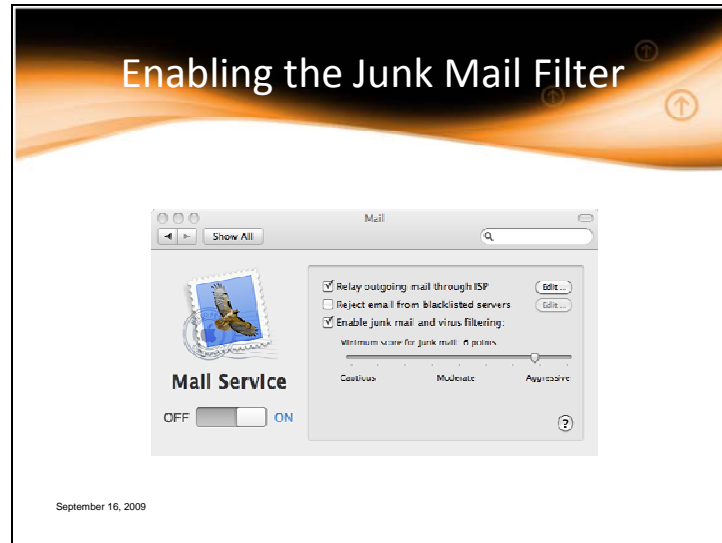 Enabling the Junk Mail Filter
Mail
Show All
Relay outgoing mail through ISP
Edit ...
Reject email from blacklisted servers
Edit ...
Enable junk mail and virus filtering:
Minimum score for junk mail: 6 points
Cautious
Moderate
Aggressive
Mail Service
OFF
ON
?
September 16, 2009